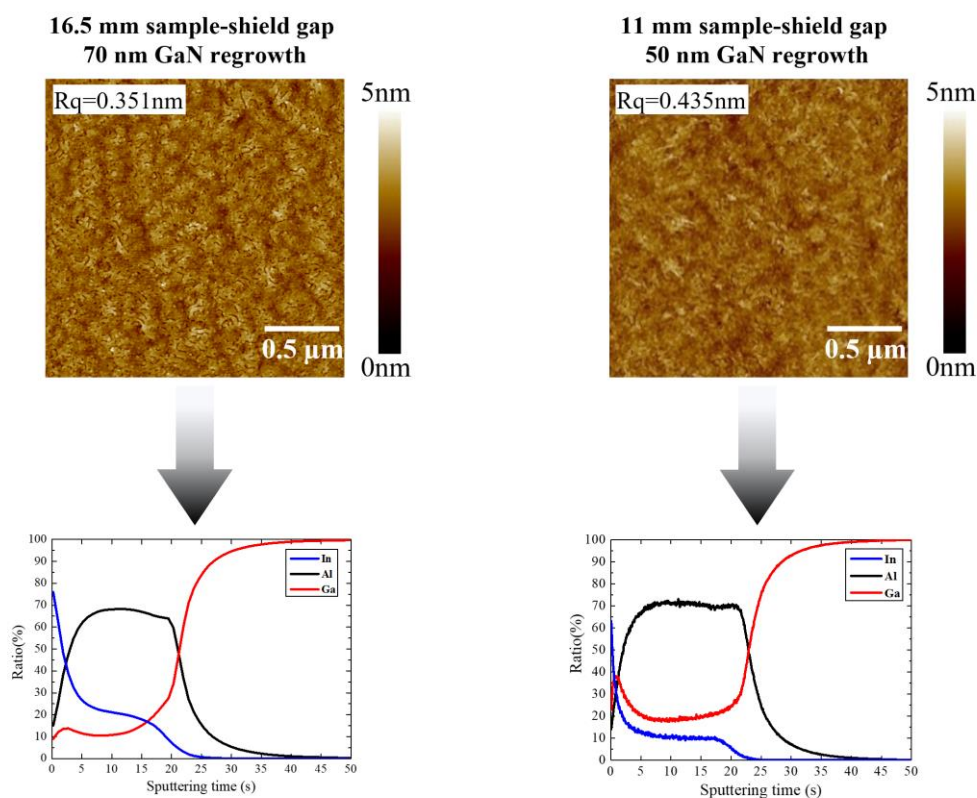 16.5 mm sample-shield gap
70 nm GaN regrowth
Rq=0.351nm
5nm
0.5 µm
0nm
11 mm sample-shield gap
50 nm GaN regrowth
Rq=0.435nm
5nm
0.5 µm
0nm
Ratio(%)
100
90
80
70
60
50
40
30
20
10
0
In
Al
Ga
0 5 10 15 20 25 30 35 40 45 50
Sputtering time (s)
Ratio(%)
100
90
80
70
60
50
40
30
20
10
0
In
Al
Ga
0 5 10 15 20 25 30 35 40 45 50
Sputtering time (s)